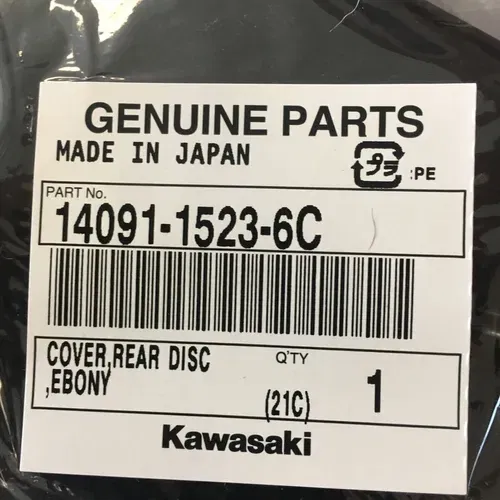 GENUINE PARTS
MADE IN JAPAN
プラ :PE
PART No.
14091-1523-6C
COVER,REAR DISC Q'TY
,EBONY (21C) 1
Kawasaki